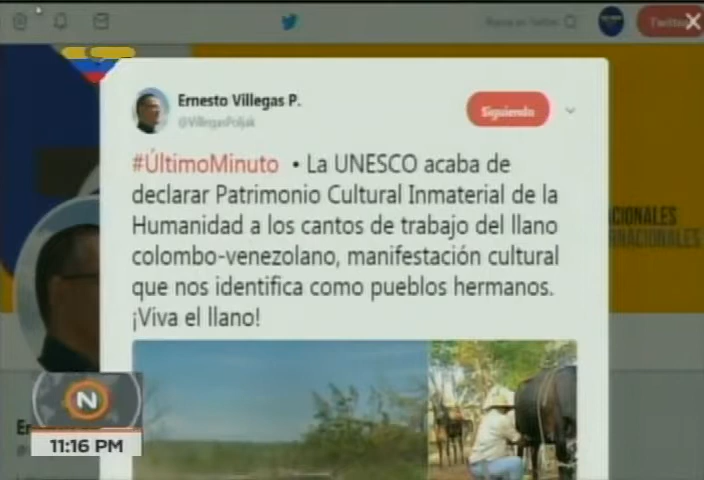 Ernesto Villegas P.
@VillegasPoljak
Siguiendo
#ÚltimoMinuto • La UNESCO acaba de
declarar Patrimonio Cultural Inmaterial de la
Humanidad a los cantos de trabajo del llano
colombo-venezolano, manifestación cultural
que nos identifica como pueblos hermanos.
¡Viva el llano!
N
11:16 PM